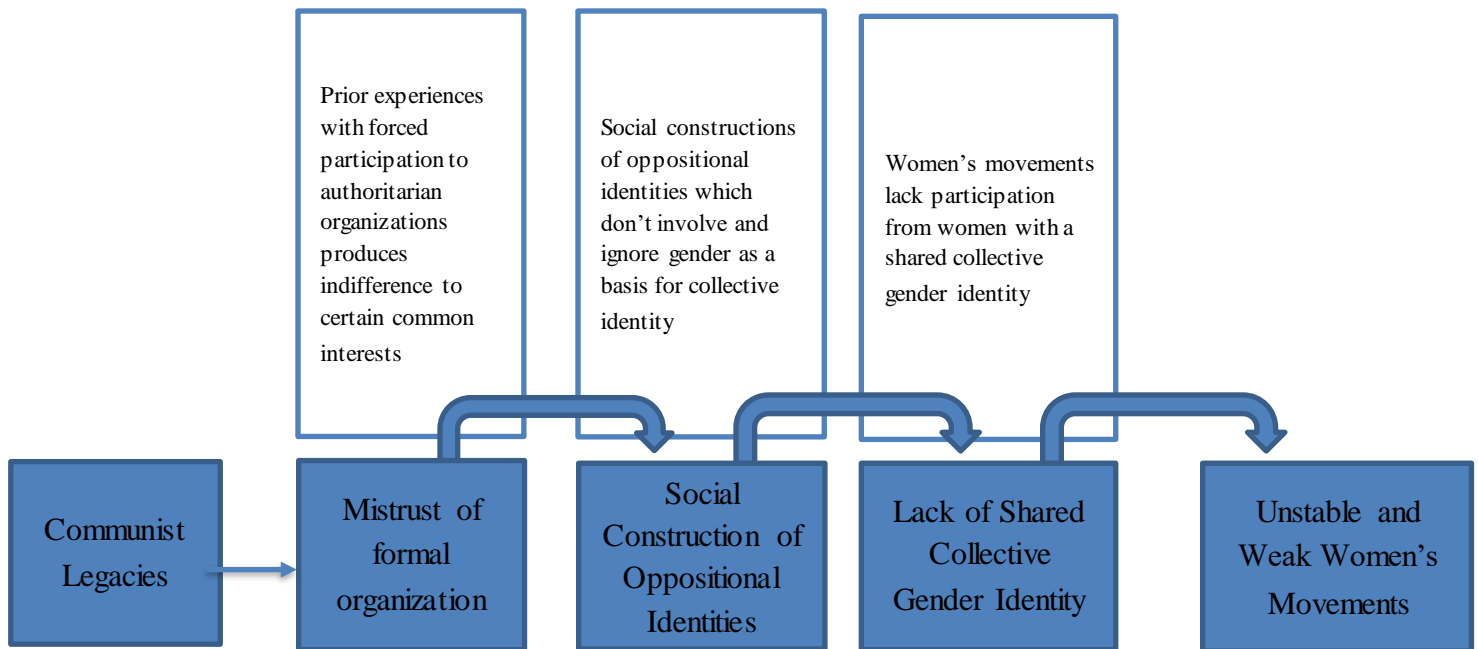 Prior experiences
with forced
participation to
authoritarian
organizations
produces
indifference to
certain common
interests
Social constructions
of oppositional
identities which
don’t involve and
ignore gender as a
basis for collective
identity
Women’s movements
lack participation
from women with a
shared collective
gender identity
Communist
Legacies
Mistrust of
formal
organization
Social
Construction of
Oppositional
Identities
Lack of Shared
Collective
Gender Identity
Unstable and
Weak Women’s
Movements